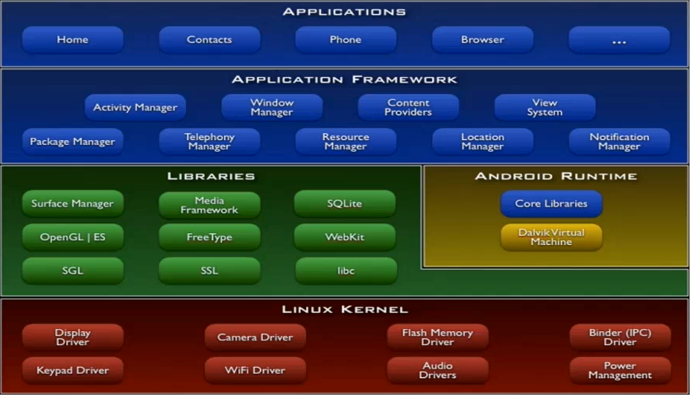 APPLICATIONS
Home
Contacts
Phone
Browser
...
APPLICATION FRAMEWORK
Activity Manager
Window
Manager
Content
Providers
View
System
Package Manager
Telephony
Manager
Resource
Manager
Location
Manager
Notification
Manager
LIBRARIES
Surface Manager
Media
Framework
SQLite
OpenGL | ES
FreeType
WebKit
SGL
SSL
libc
ANDROID RUNTIME
Core Libraries
Dalvik Virtual
Machine
LINUX KERNEL
Display
Driver
Camera Driver
Flash Memory
Driver
Binder (IPC)
Driver
Keypad Driver
WiFi Driver
Audio
Drivers
Power
Management